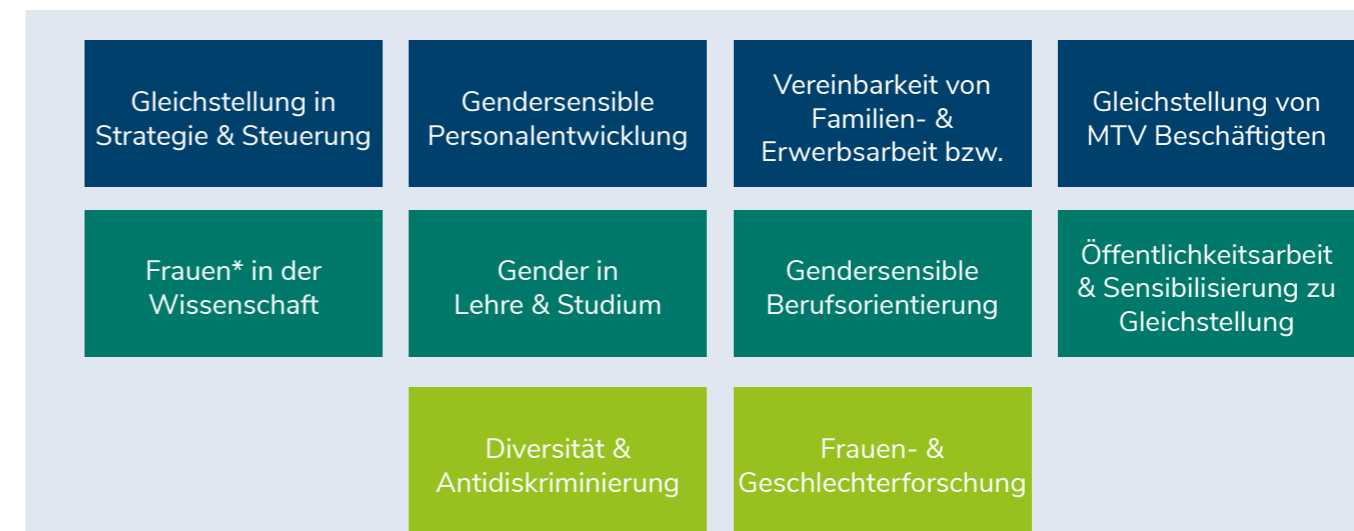 Gleichstellung in
Strategie & Steuerung
Gendersensible
Personalentwicklung
Vereinbarkeit von
Familien- &
Erwerbsarbeit bzw.
Gleichstellung von
MTV Beschäftigten
Frauen* in der
Wissenschaft
Gender in
Lehre & Studium
Gendersensible
Berufsorientierung
Öffentlichkeitsarbeit
& Sensibilisierung zu
Gleichstellung
Diversität &
Antidiskriminierung
Frauen- &
Geschlechterforschung